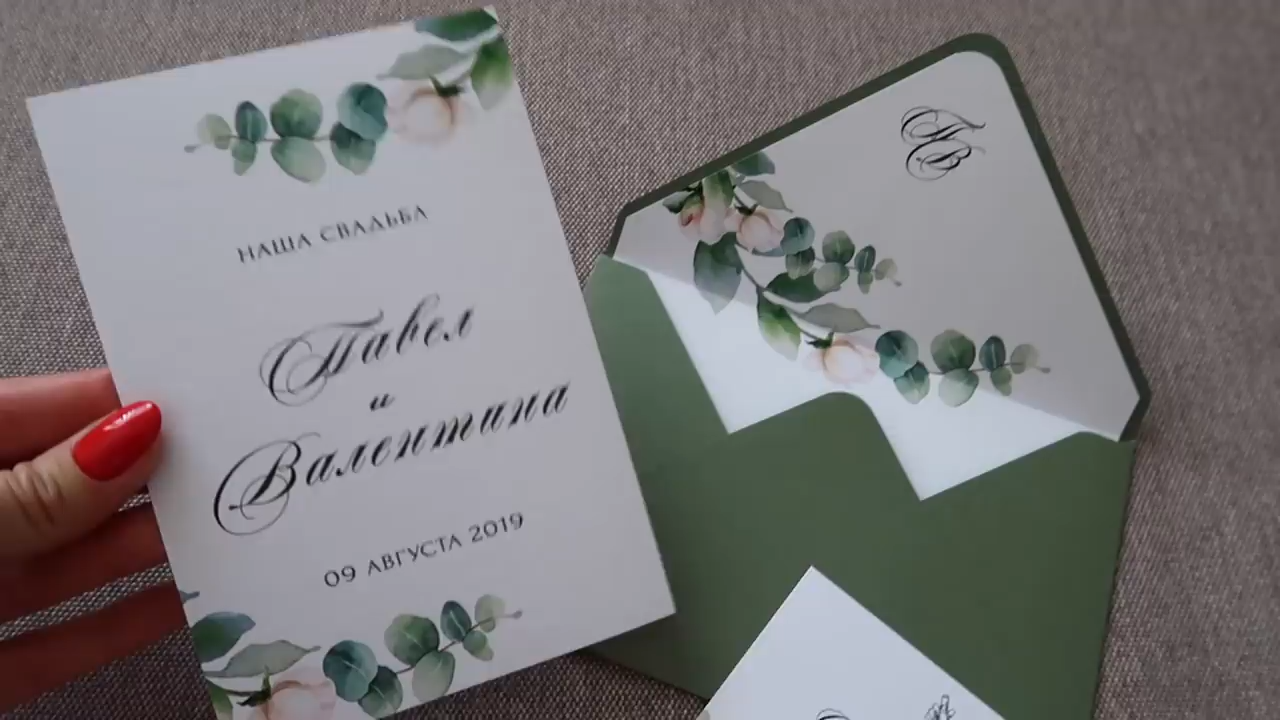 НАША СВАДЬБА
Павел
и
Валентина
09 АВГУСТА 2019
П
В